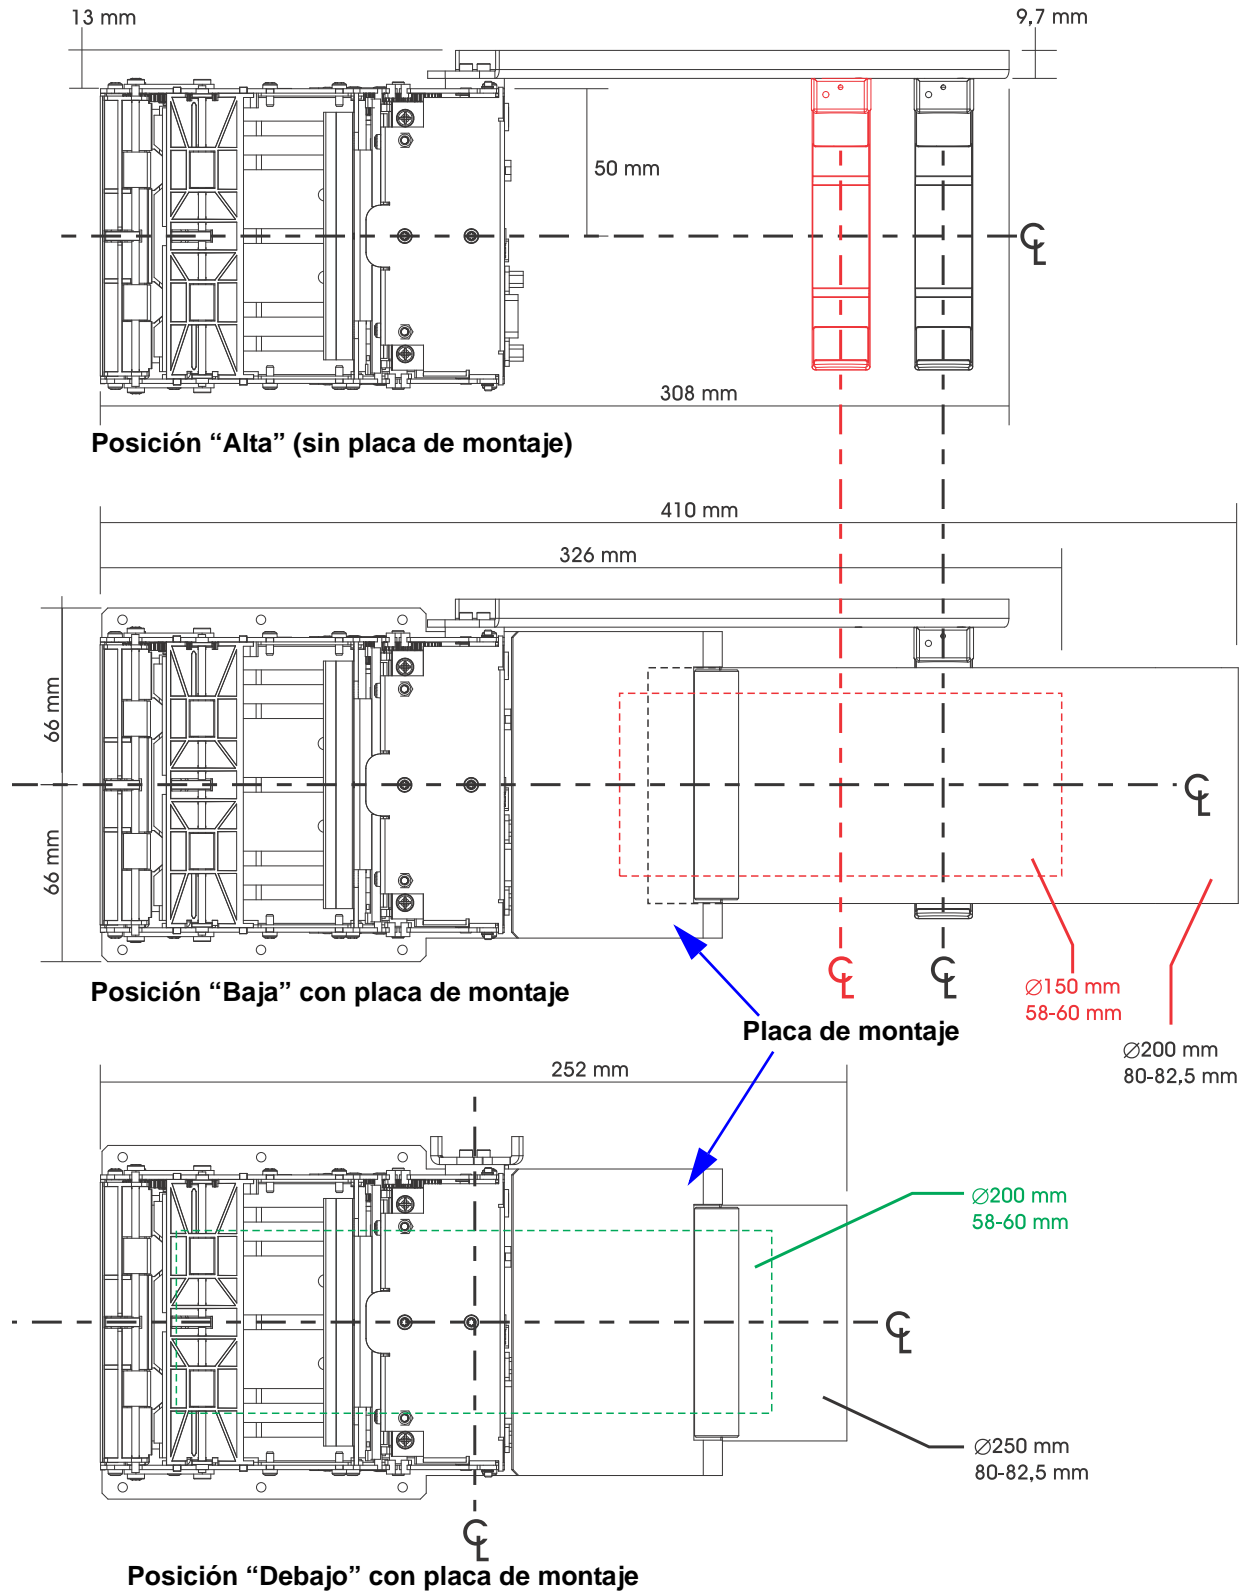 13 mm
9,7 mm
50 mm
℄
308 mm
Posición “Alta” (sin placa de montaje)
410 mm
326 mm
66 mm
℄
66 mm
℄ ℄
Posición “Baja” con placa de montaje
∅150 mm
58-60 mm
Placa de montaje
∅200 mm
80-82,5 mm
252 mm
∅200 mm
58-60 mm
℄
∅250 mm
80-82,5 mm
℄
Posición “Debajo” con placa de montaje